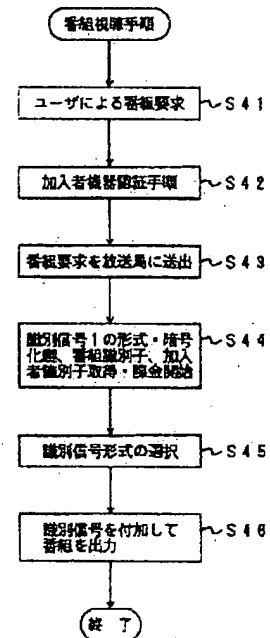 番組視聴手順
ユーザによる番組要求
S41
加入者機器認証手順
S42
番組要求を放送局に送出
S43
識別信号1の形式・暗号
化鍵、番組識別子、加入
者識別子取得・課金開始
S44
識別信号形式の選択
S45
識別信号を付加して
番組を出力
S46
終了